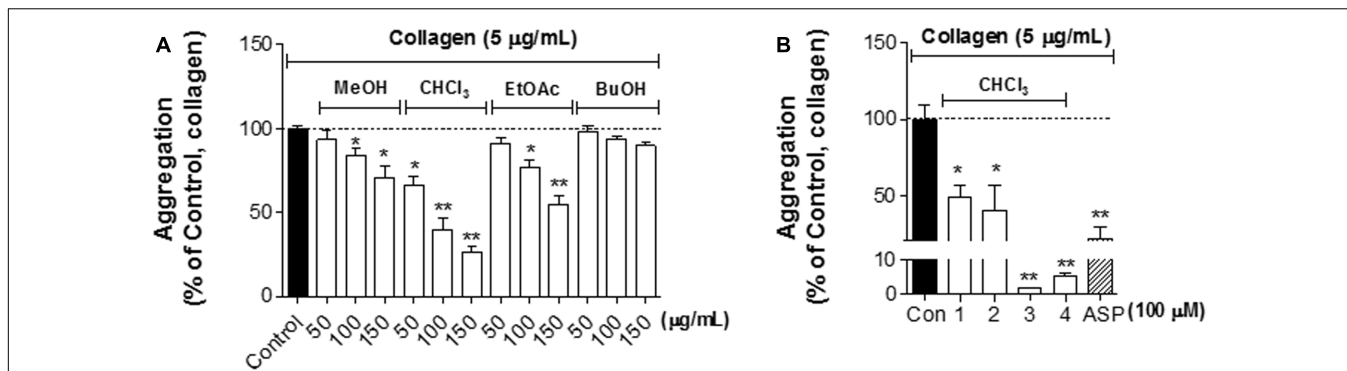 A
Collagen (5 µg/mL)
MeOH CHCl₃ EtOAc BuOH
Aggregation
(% of Control, collagen)
150
100
50
0
* * * ** ** * **
Control 50 100 150 50 100 150 50 100 150 50 100 150 (µg/mL)
B
Collagen (5 µg/mL)
CHCl₃
Aggregation
(% of Control, collagen)
150
100
50
10
0
* * ** ** **
Con 1 2 3 4 ASP (100 µM)